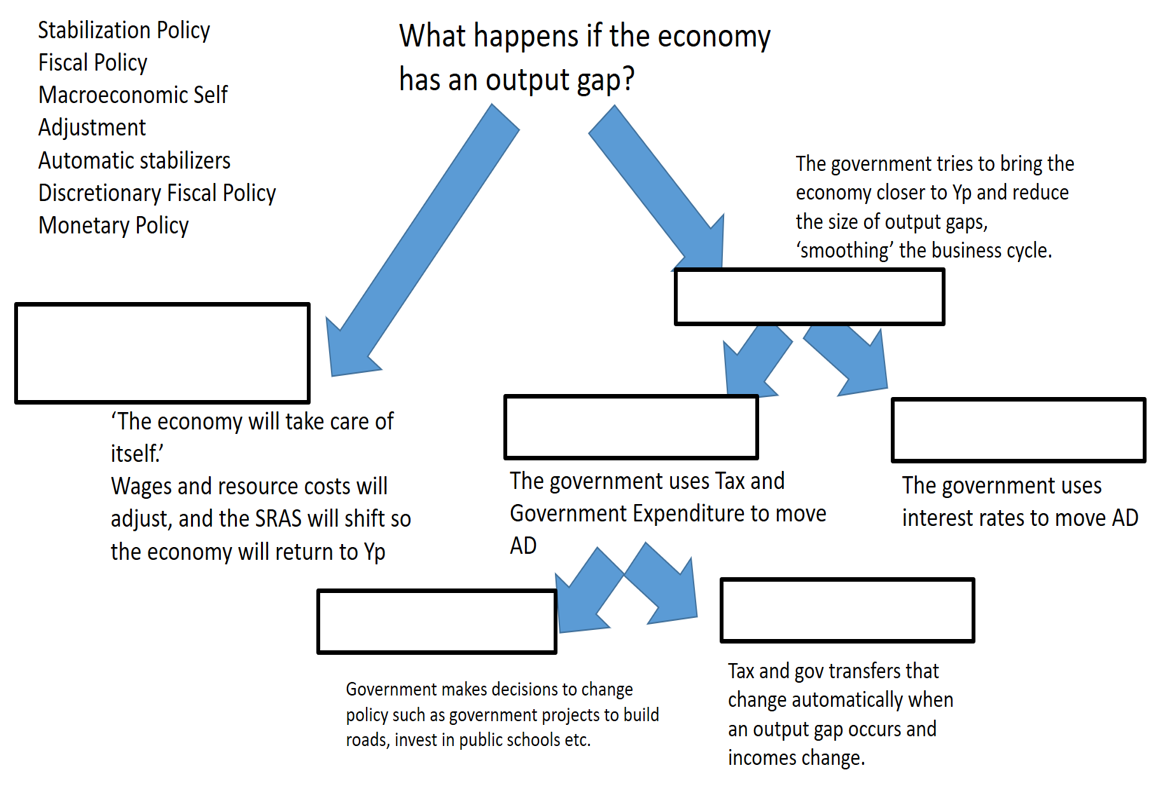 Stabilization Policy
Fiscal Policy
Macroeconomic Self
Adjustment
Automatic stabilizers
Discretionary Fiscal Policy
Monetary Policy
What happens if the economy
has an output gap?
The government tries to bring the
economy closer to Yp and reduce
the size of output gaps,
‘smoothing’ the business cycle.
‘The economy will take care of
itself.’
Wages and resource costs will
adjust, and the SRAS will shift so
the economy will return to Yp
The government uses Tax and
Government Expenditure to move
AD
The government uses
interest rates to move AD
Government makes decisions to change
policy such as government projects to build
roads, invest in public schools etc.
Tax and gov transfers that
change automatically when
an output gap occurs and
incomes change.